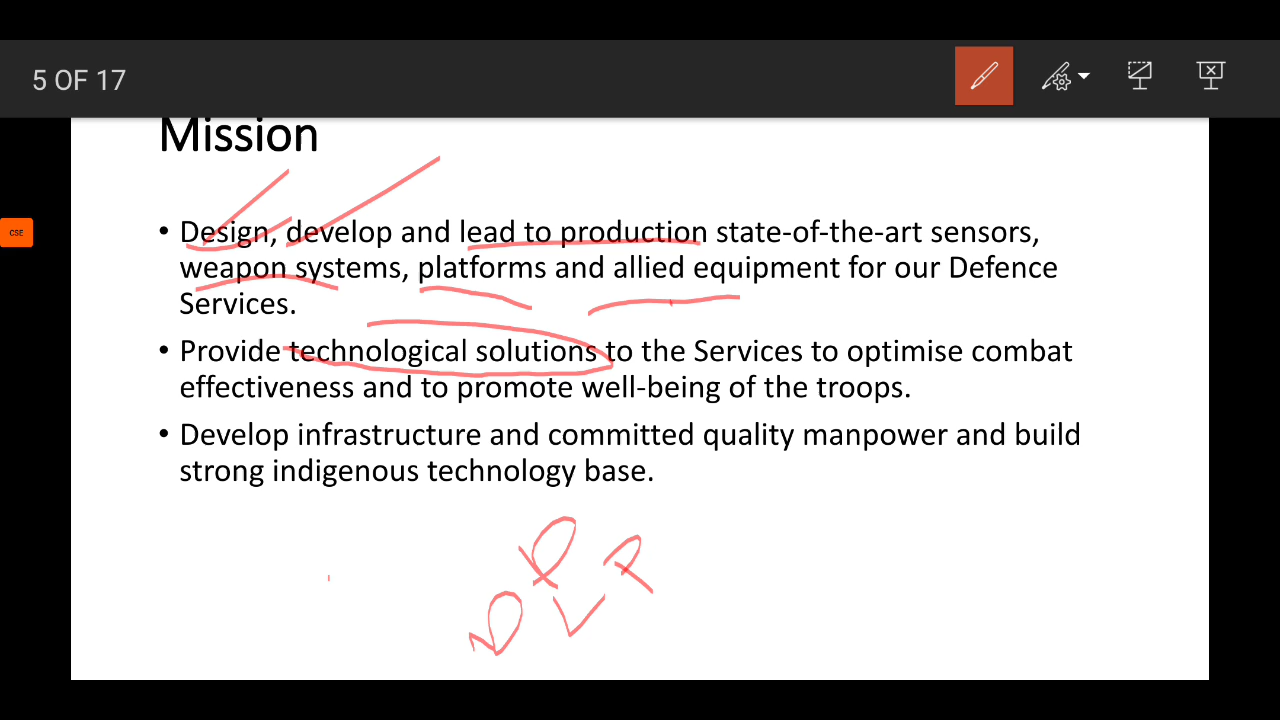 5 OF 17
Mission
CSE
• Design, develop and lead to production state-of-the-art sensors,
weapon systems, platforms and allied equipment for our Defence
Services.
• Provide technological solutions to the Services to optimise combat
effectiveness and to promote well-being of the troops.
• Develop infrastructure and committed quality manpower and build
strong indigenous technology base.
D D L P